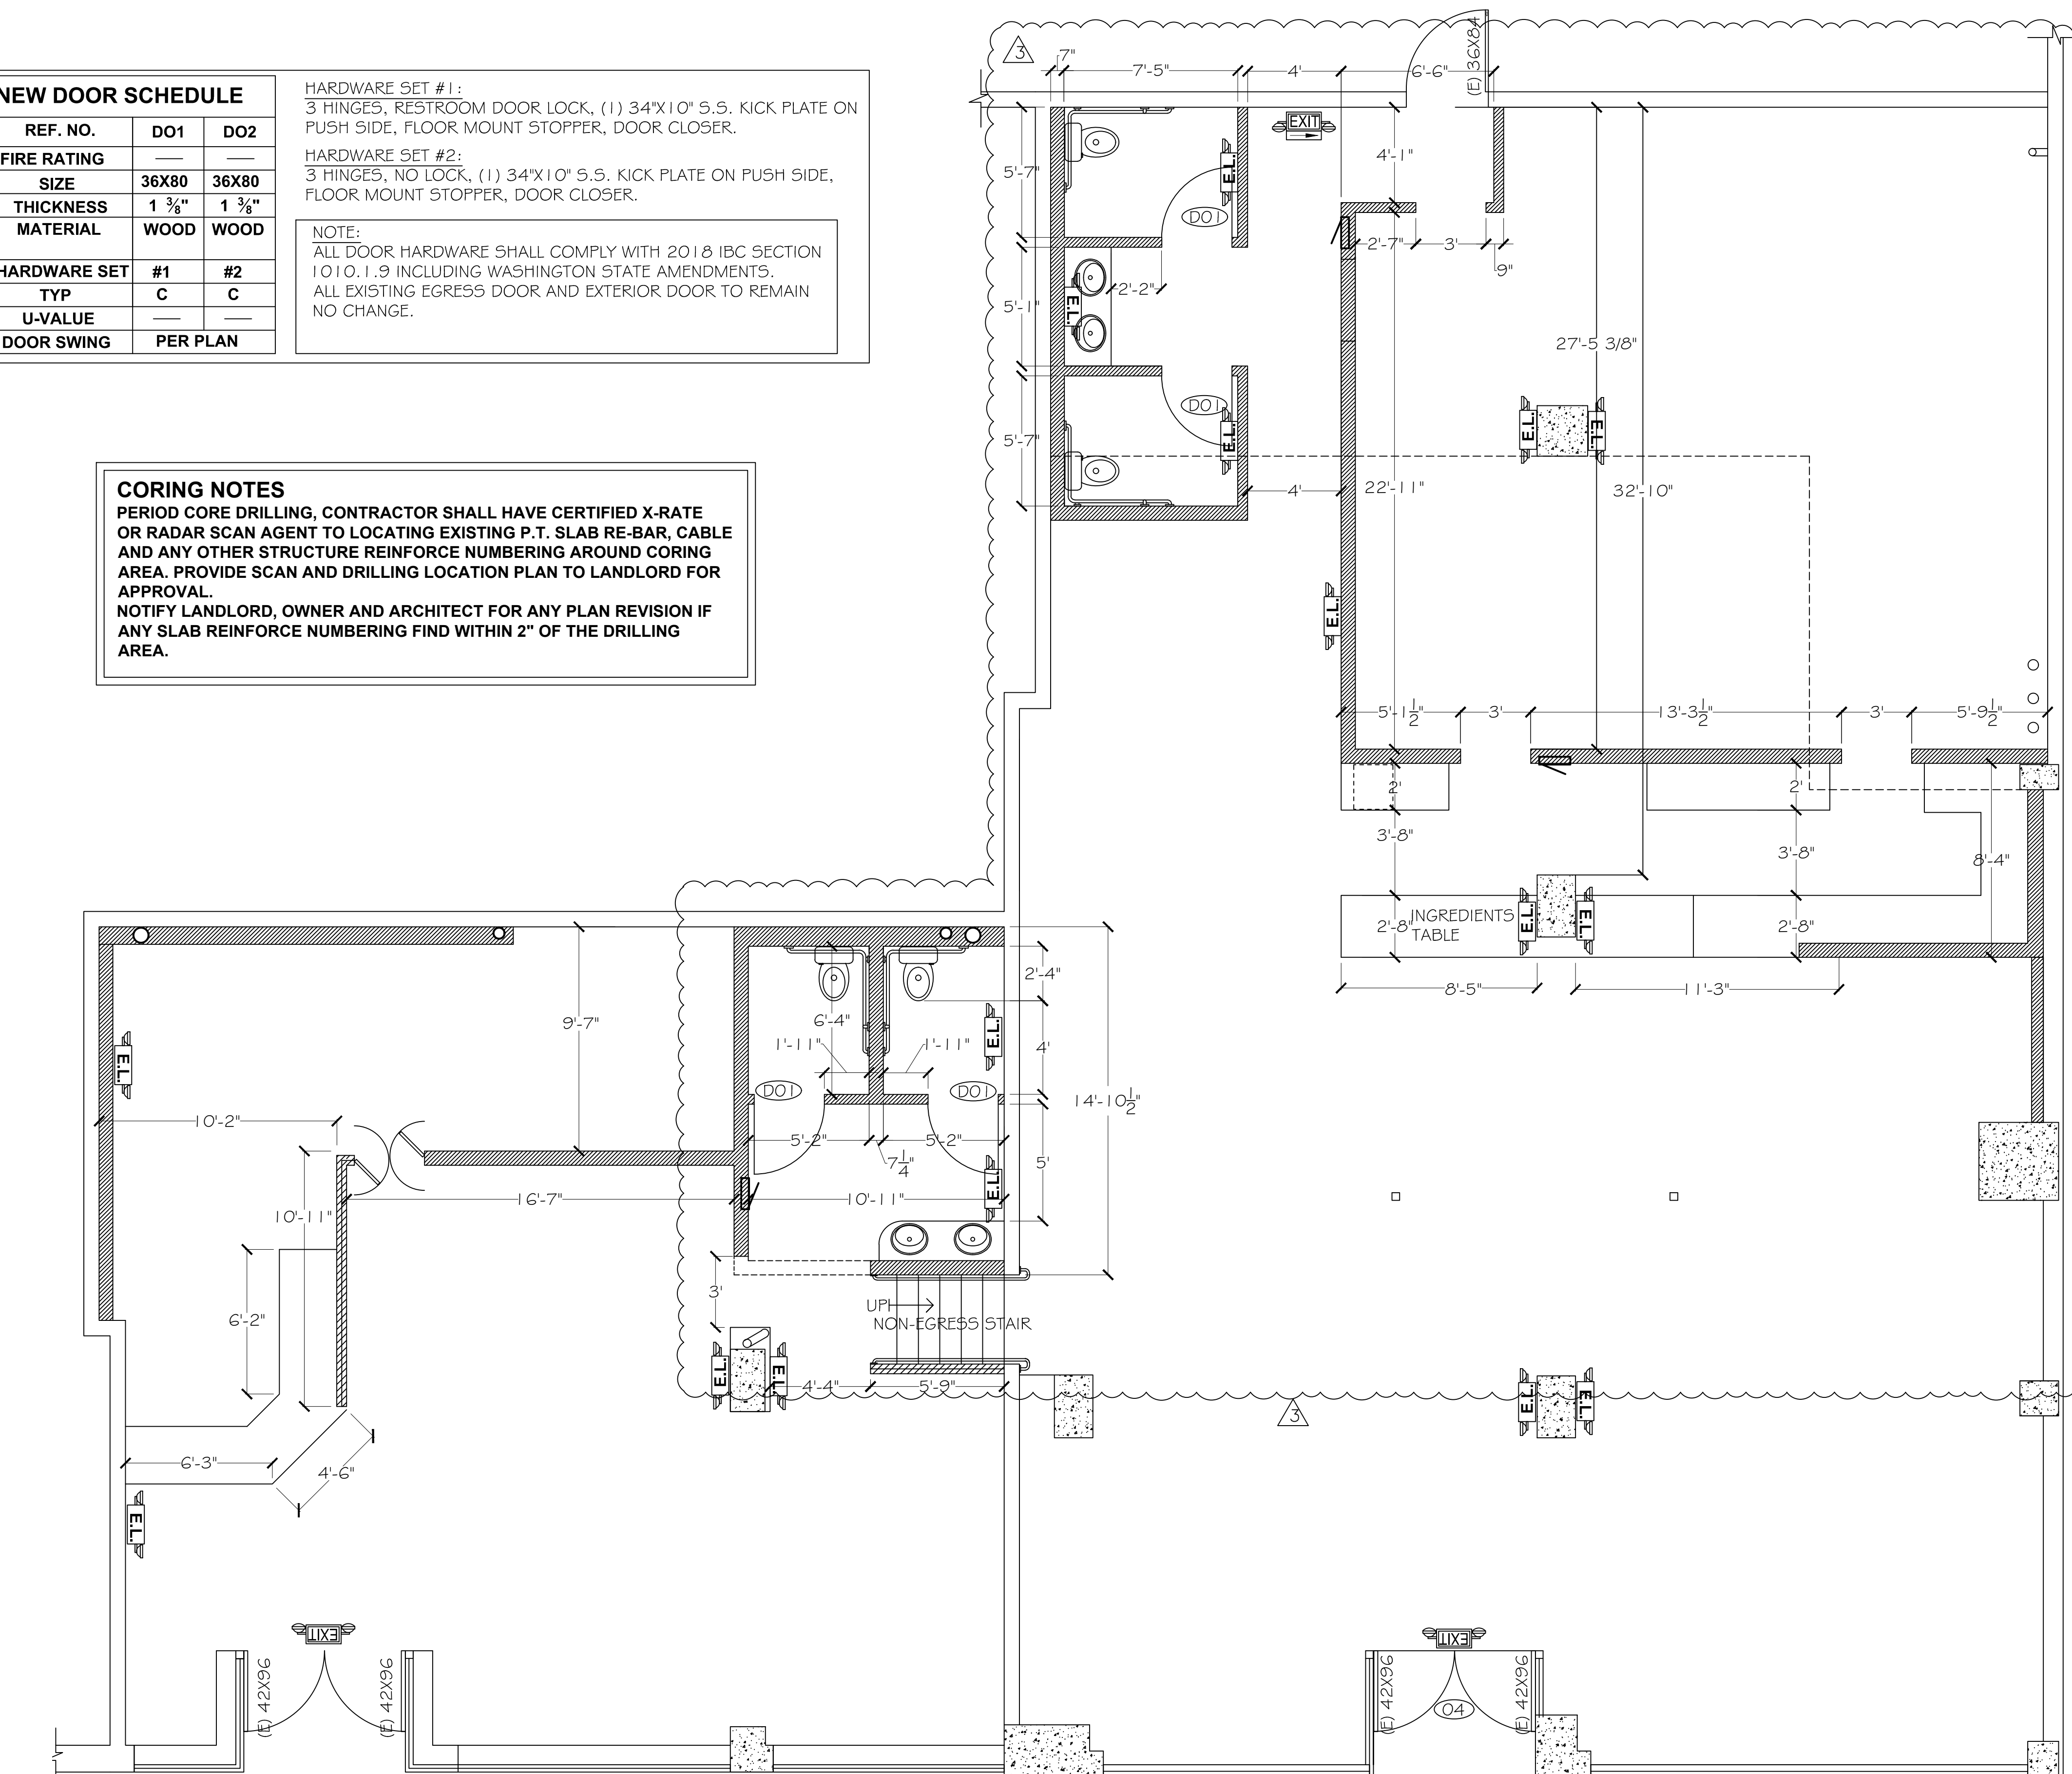 NEW DOOR SCHEDULE
REF. NO. DO1 DO2
FIRE RATING — —
SIZE 36X80 36X80
THICKNESS 1 3/8" 1 3/8"
MATERIAL WOOD WOOD
HARDWARE SET #1 #2
TYP C C
U-VALUE — —
DOOR SWING PER PLAN
HARDWARE SET #1:
3 HINGES, RESTROOM DOOR LOCK, (1) 34"X10" S.S. KICK PLATE ON
PUSH SIDE, FLOOR MOUNT STOPPER, DOOR CLOSER.
HARDWARE SET #2:
3 HINGES, NO LOCK, (1) 34"X10" S.S. KICK PLATE ON PUSH SIDE,
FLOOR MOUNT STOPPER, DOOR CLOSER.
NOTE:
ALL DOOR HARDWARE SHALL COMPLY WITH 2018 IBC SECTION
1010.1.9 INCLUDING WASHINGTON STATE AMENDMENTS.
ALL EXISTING EGRESS DOOR AND EXTERIOR DOOR TO REMAIN
NO CHANGE.
CORING NOTES
PERIOD CORE DRILLING, CONTRACTOR SHALL HAVE CERTIFIED X-RATE
OR RADAR SCAN AGENT TO LOCATING EXISTING P.T. SLAB RE-BAR, CABLE
AND ANY OTHER STRUCTURE REINFORCE NUMBERING AROUND CORING
AREA. PROVIDE SCAN AND DRILLING LOCATION PLAN TO LANDLORD FOR
APPROVAL.
NOTIFY LANDLORD, OWNER AND ARCHITECT FOR ANY PLAN REVISION IF
ANY SLAB REINFORCE NUMBERING FIND WITHIN 2" OF THE DRILLING
AREA.
3
7"
7'-5"
4'
6'-6"
(E) 36X84
EXIT
4'-1"
5'-7"
E.L.
DO1
2'-7"
3'
9"
5'-1"
E.L.
2'-2"
27'-5 3/8"
DO1
E.L.
5'-7"
E.L.
E.L.
4'
22'-11"
32'-10"
E.L.
5'-1 1/2"
3'
13'-3 1/2"
3'
5'-9 1/2"
2'
2'
3'-8"
3'-8"
8'-4"
2'-8"
INGREDIENTS
TABLE
E.L.
E.L.
2'-8"
8'-5"
11'-3"
2'-4"
9'-7"
6'-4"
E.L.
1'-11"
1'-11"
4'
E.L.
DO1
DO1
14'-10 1/2"
10'-2"
5'-2"
5'-2"
7 1/4"
5'
16'-7"
10'-11"
E.L.
10'-11"
3'
6'-2"
UP
NON-EGRESS STAIR
E.L.
E.L.
4'-4"
5'-9"
E.L.
E.L.
3
6'-3"
4'-6"
E.L.
EXIT
EXIT
(E) 42X96
(E) 42X96
(E) 42X96
(E) 42X96
04